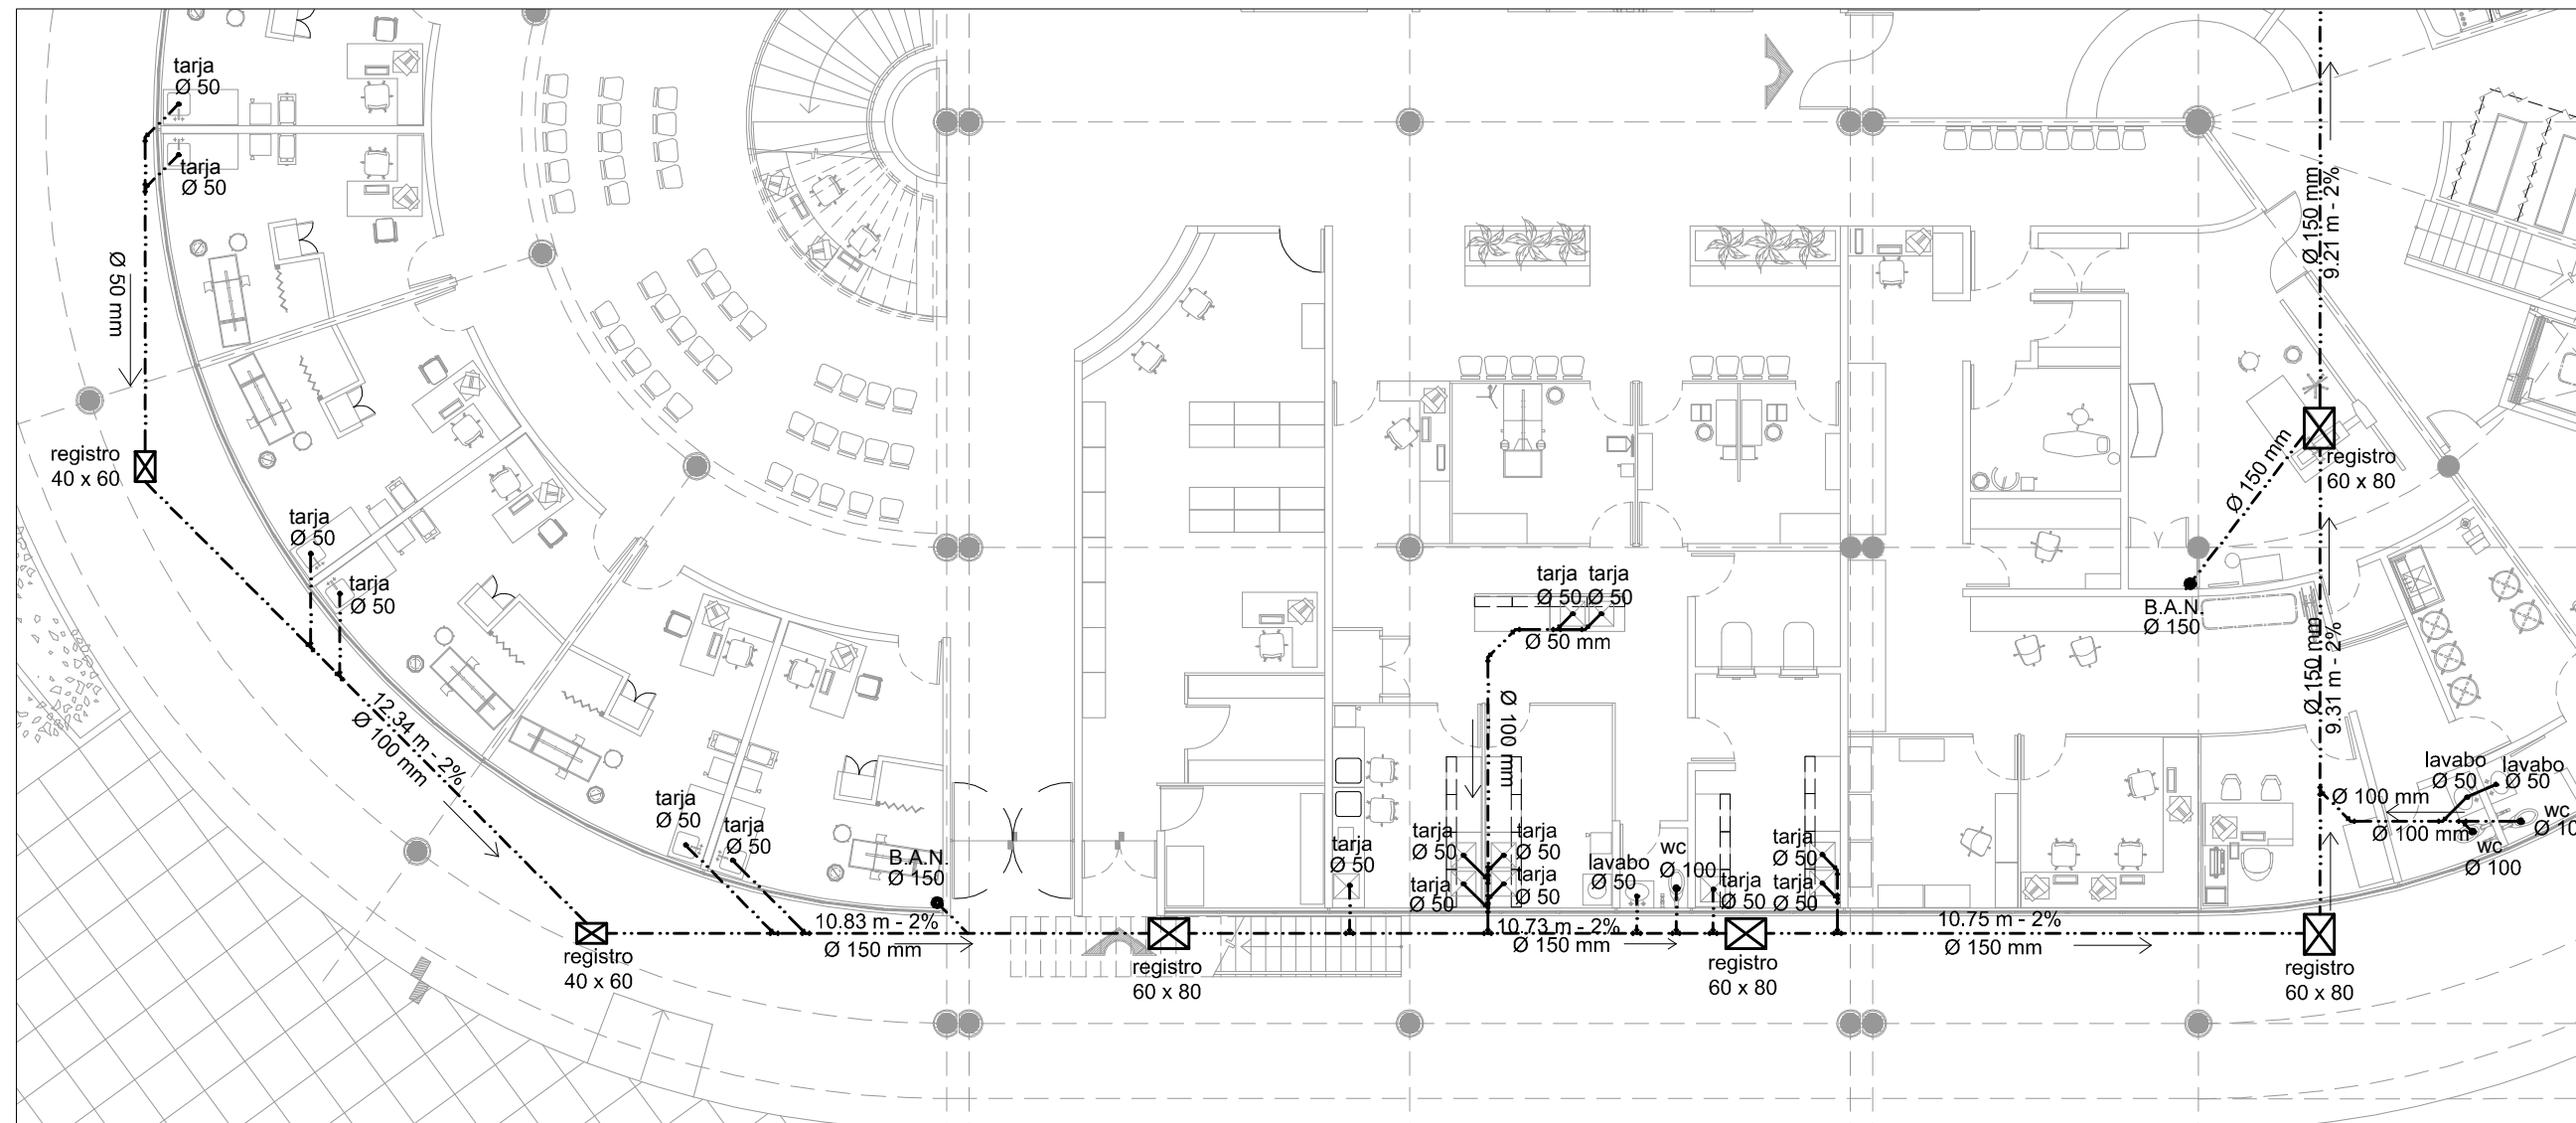 tarja
Ø 50
tarja
Ø 50
Ø 50 mm
registro
40 x 60
tarja
Ø 50
tarja
Ø 50
12.34 m - 2%
Ø 100 mm
tarja
Ø 50
tarja
Ø 50
B.A.N.
Ø 150
registro
40 x 60
10.83 m - 2%
Ø 150 mm
registro
60 x 80
tarja
Ø 50
tarja
Ø 50
Ø 50 mm
Ø 100 mm
tarja
Ø 50
tarja
Ø 50
tarja
Ø 50
tarja
Ø 50
tarja
Ø 50
lavabo
Ø 50
wc
Ø 100
tarja
Ø 50
tarja
Ø 50
tarja
Ø 50
10.73 m - 2%
Ø 150 mm
registro
60 x 80
10.75 m - 2%
Ø 150 mm
registro
60 x 80
Ø 150 mm
9.21 m - 2%
registro
60 x 80
Ø 150 mm
B.A.N.
Ø 150
Ø 150 mm
9.31 m - 2%
lavabo
Ø 50
lavabo
Ø 50
Ø 100 mm
Ø 100 mm
wc
Ø 10
wc
Ø 100